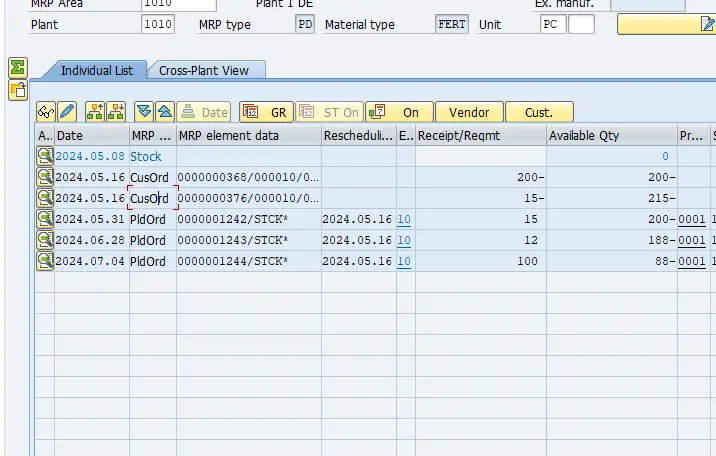 MRP Area 1010 Plant 1 DE Ex. manuf.
Plant 1010 MRP type PD Material type FERT Unit PC
Individual List Cross-Plant View
Date GR ST On On Vendor Cust.
A.. Date MRP ... MRP element data Rescheduli... E.. Receipt/Reqmt Available Qty Pr... S
2024.05.08 Stock 0
2024.05.16 CusOrd 0000000368/000010/0... 200- 200-
2024.05.16 CusOrd 0000000376/000010/0... 15- 215-
2024.05.31 PldOrd 0000001242/STCK* 2024.05.16 10 15 200- 0001 1
2024.06.28 PldOrd 0000001243/STCK* 2024.05.16 10 12 188- 0001 1
2024.07.04 PldOrd 0000001244/STCK* 2024.05.16 10 100 88- 0001 1